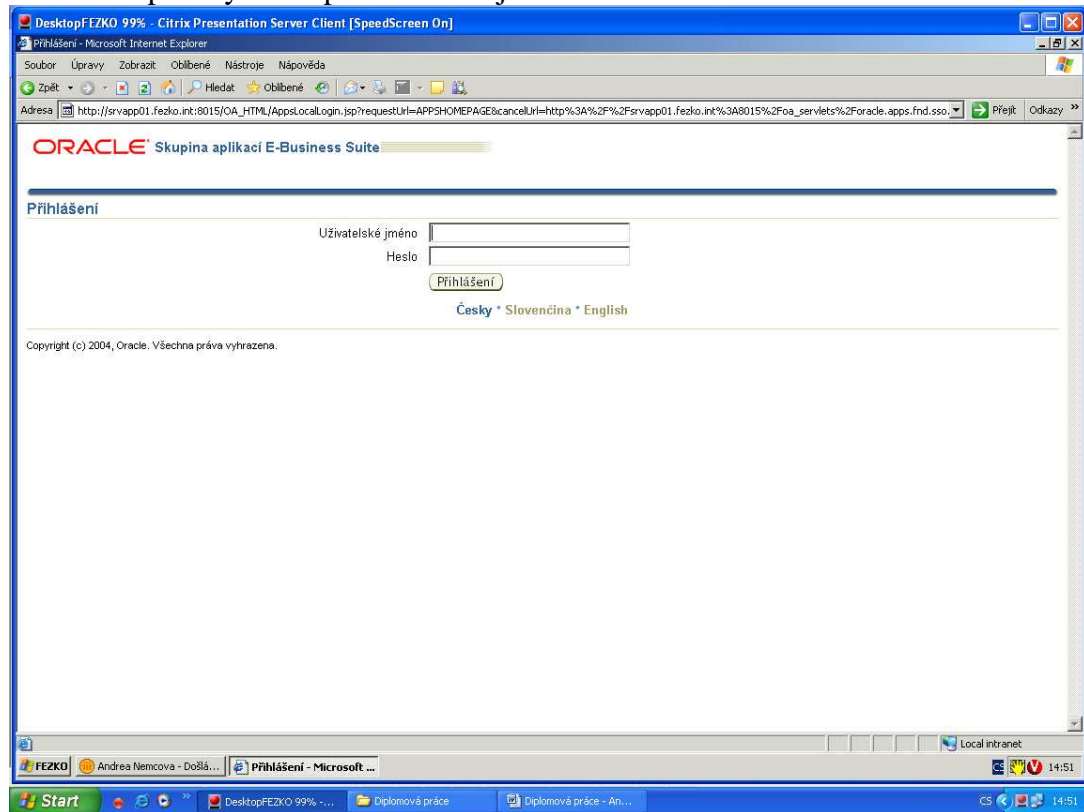 DesktopFEZKO 99% - Citrix Presentation Server Client [SpeedScreen On]
Přihlášení - Microsoft Internet Explorer
Soubor Úpravy Zobrazit Oblíbené Nástroje Nápověda
Zpět Hledat Oblíbené
Adresa http://srvapp01.fezko.int:8015/OA_HTML/AppsLocalLogin.jsp?requestUrl=APPSHOMEPAGE&cancelUrl=http%3A%2F%2Fsrvapp01.fezko.int%3A8015%2Foa_servlets%2Foracle.apps.fnd.sso. Přejít Odkazy »
ORACLE Skupina aplikací E-Business Suite
Přihlášení
Uživatelské jméno
Heslo
Přihlášení
Česky * Slovenčina * English
Copyright (c) 2004, Oracle. Všechna práva vyhrazena.
Local intranet
FEZKO Andrea Nemcova - Došlá... Přihlášení - Microsoft ... CS 14:51
Start » DesktopFEZKO 99% -... Diplomová práce Diplomová práce - An... CS 14:51